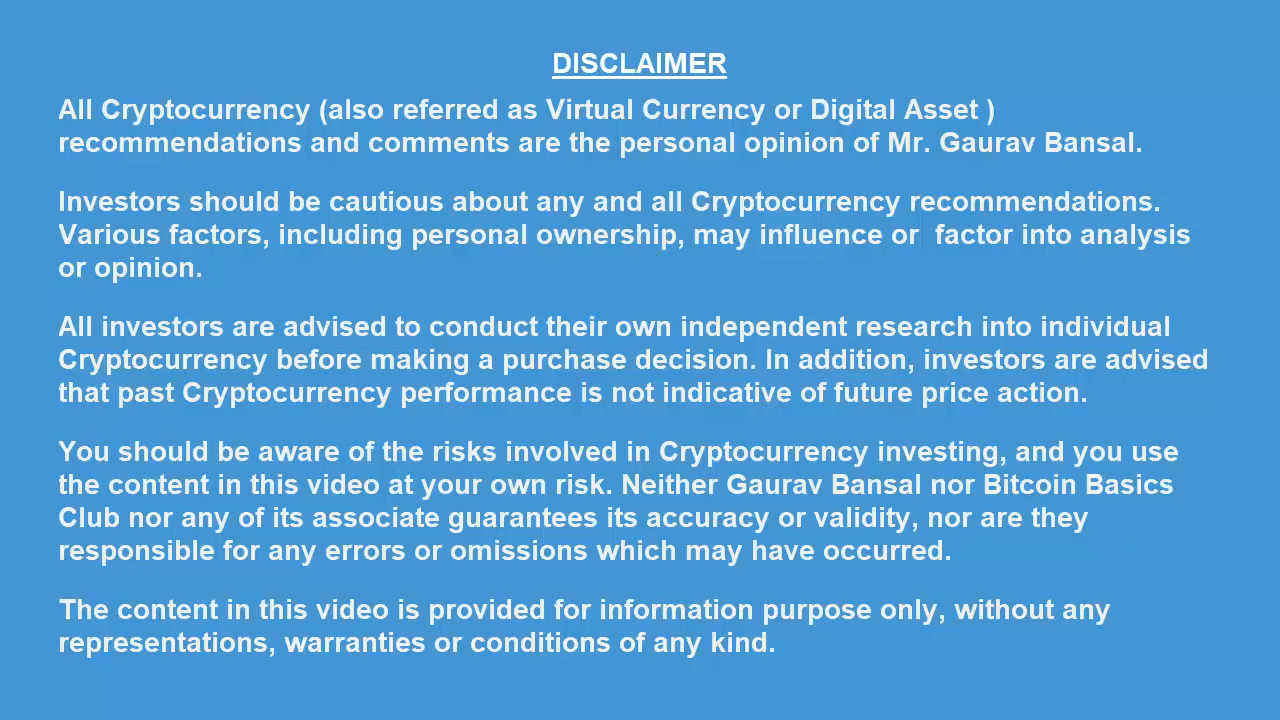 DISCLAIMER
All Cryptocurrency (also referred as Virtual Currency or Digital Asset )
recommendations and comments are the personal opinion of Mr. Gaurav Bansal.
Investors should be cautious about any and all Cryptocurrency recommendations.
Various factors, including personal ownership, may influence or  factor into analysis
or opinion.
All investors are advised to conduct their own independent research into individual
Cryptocurrency before making a purchase decision. In addition, investors are advised
that past Cryptocurrency performance is not indicative of future price action.
You should be aware of the risks involved in Cryptocurrency investing, and you use
the content in this video at your own risk. Neither Gaurav Bansal nor Bitcoin Basics
Club nor any of its associate guarantees its accuracy or validity, nor are they
responsible for any errors or omissions which may have occurred.
The content in this video is provided for information purpose only, without any
representations, warranties or conditions of any kind.